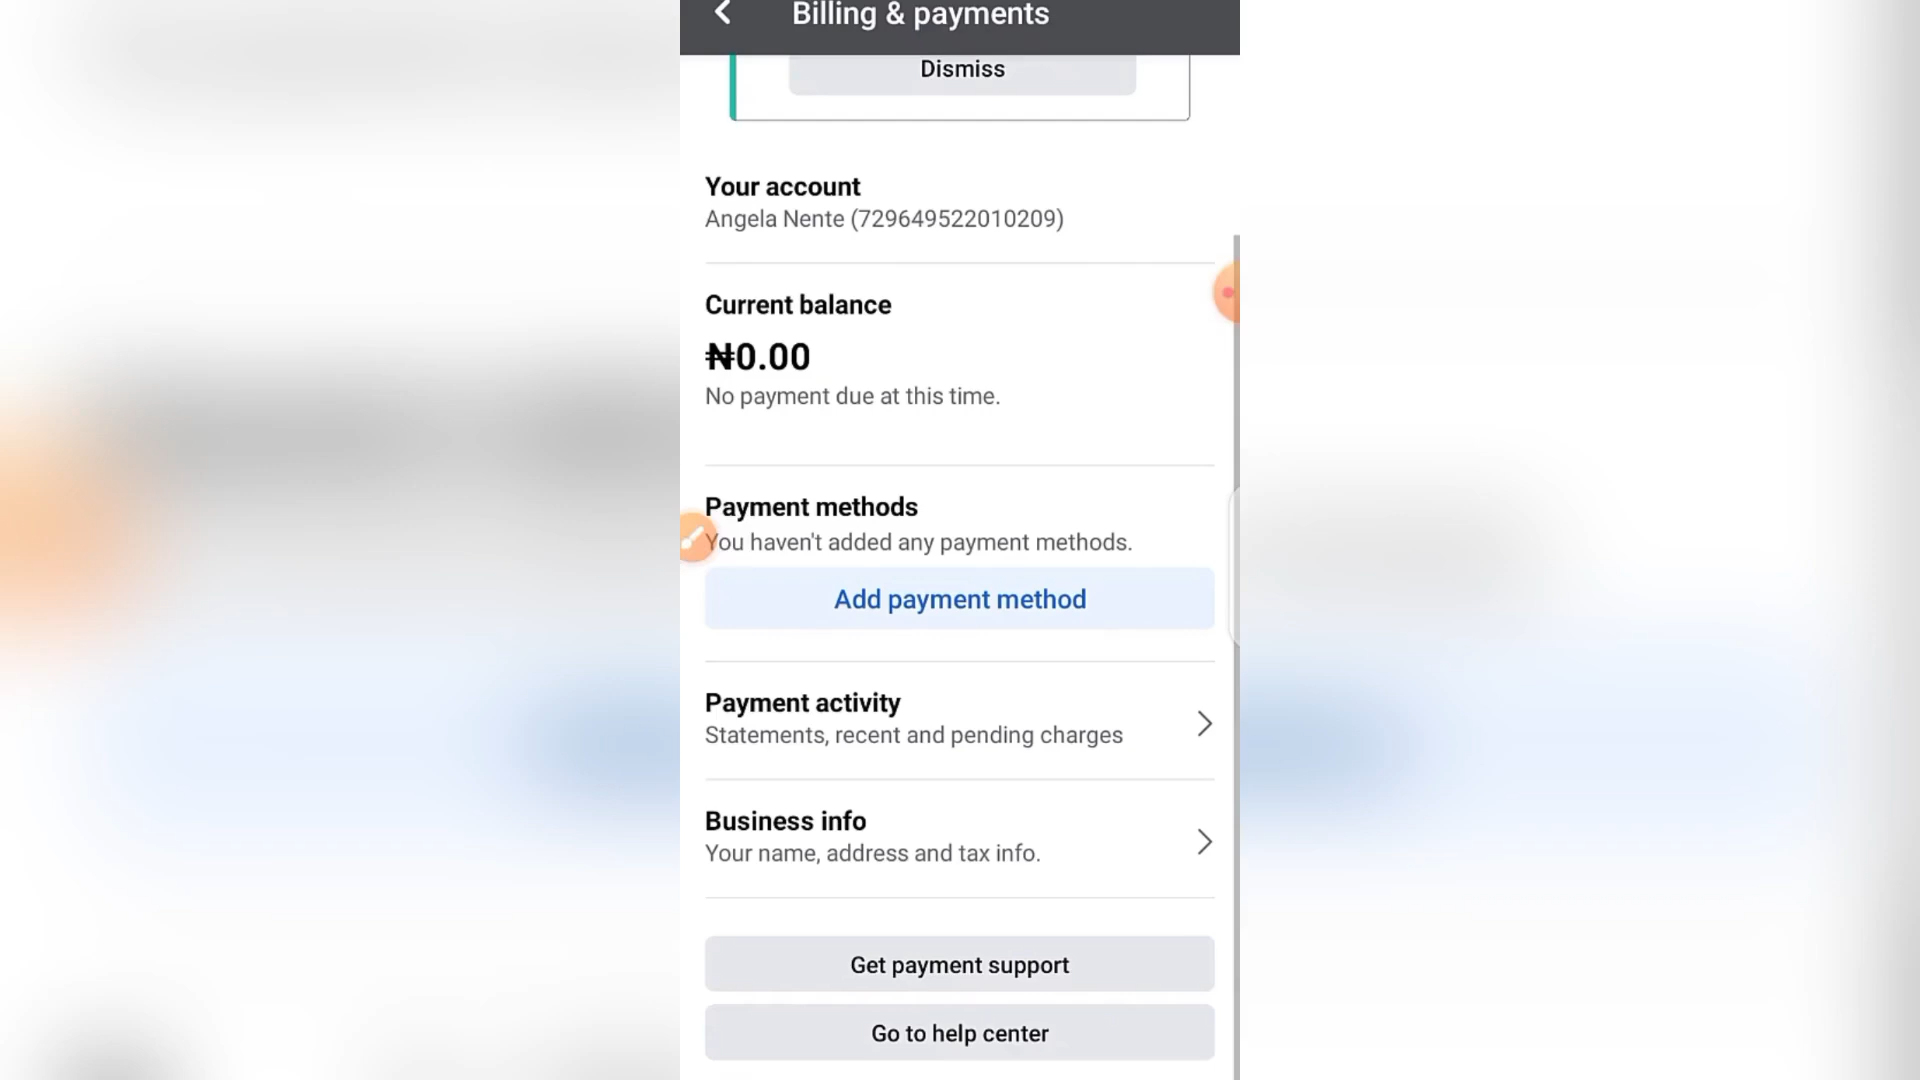 Billing & payments
Dismiss
Your account
Angela Nente (729649522010209)
Current balance
₦0.00
No payment due at this time.
Payment methods
You haven't added any payment methods.
Add payment method
Payment activity
Statements, recent and pending charges
Business info
Your name, address and tax info.
Get payment support
Go to help center